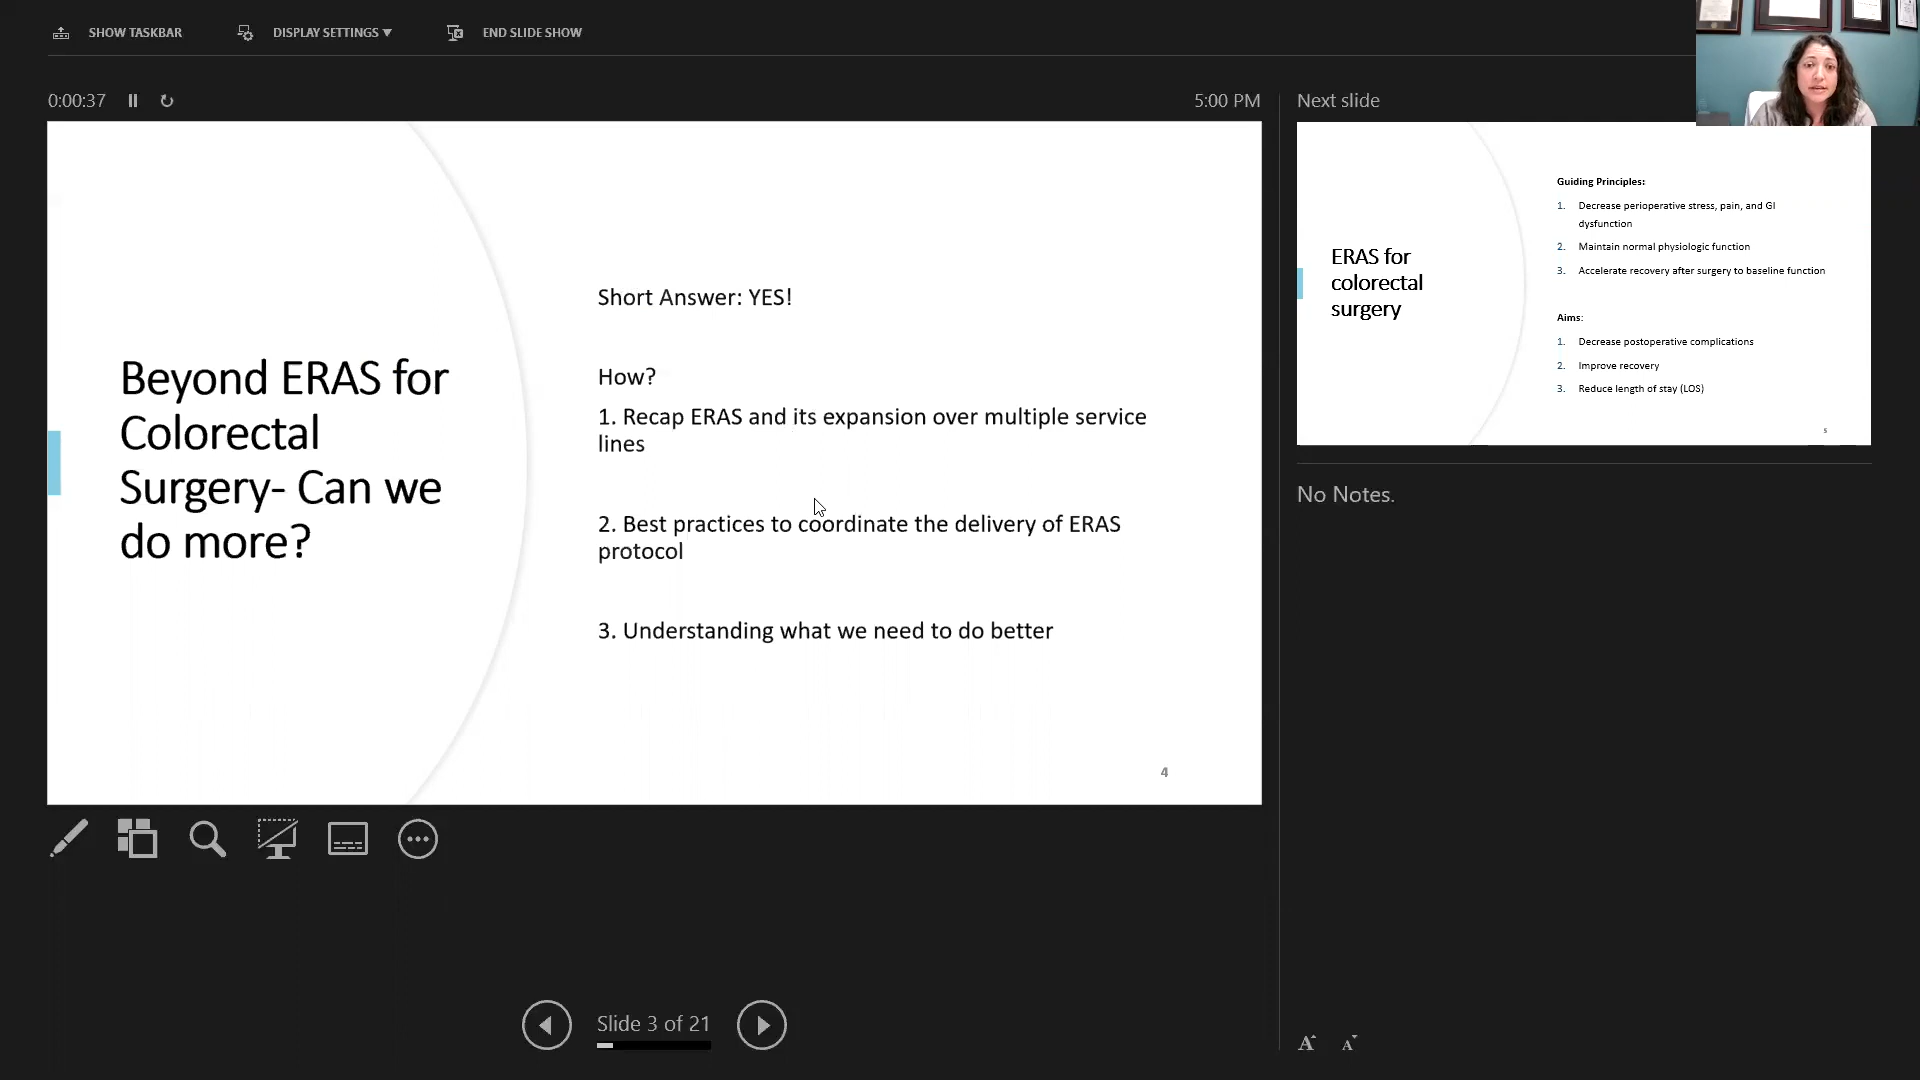 SHOW TASKBAR
DISPLAY SETTINGS ▼
END SLIDE SHOW
0:00:37
5:00 PM
Beyond ERAS for
Colorectal
Surgery- Can we
do more?
Short Answer: YES!
How?
1. Recap ERAS and its expansion over multiple service
lines
2. Best practices to coordinate the delivery of ERAS
protocol
3. Understanding what we need to do better
4
Next slide
ERAS for
colorectal
surgery
Guiding Principles:
1. Decrease perioperative stress, pain, and GI
dysfunction
2. Maintain normal physiologic function
3. Accelerate recovery after surgery to baseline function
Aims:
1. Decrease postoperative complications
2. Improve recovery
3. Reduce length of stay (LOS)
5
No Notes.
Slide 3 of 21
A A